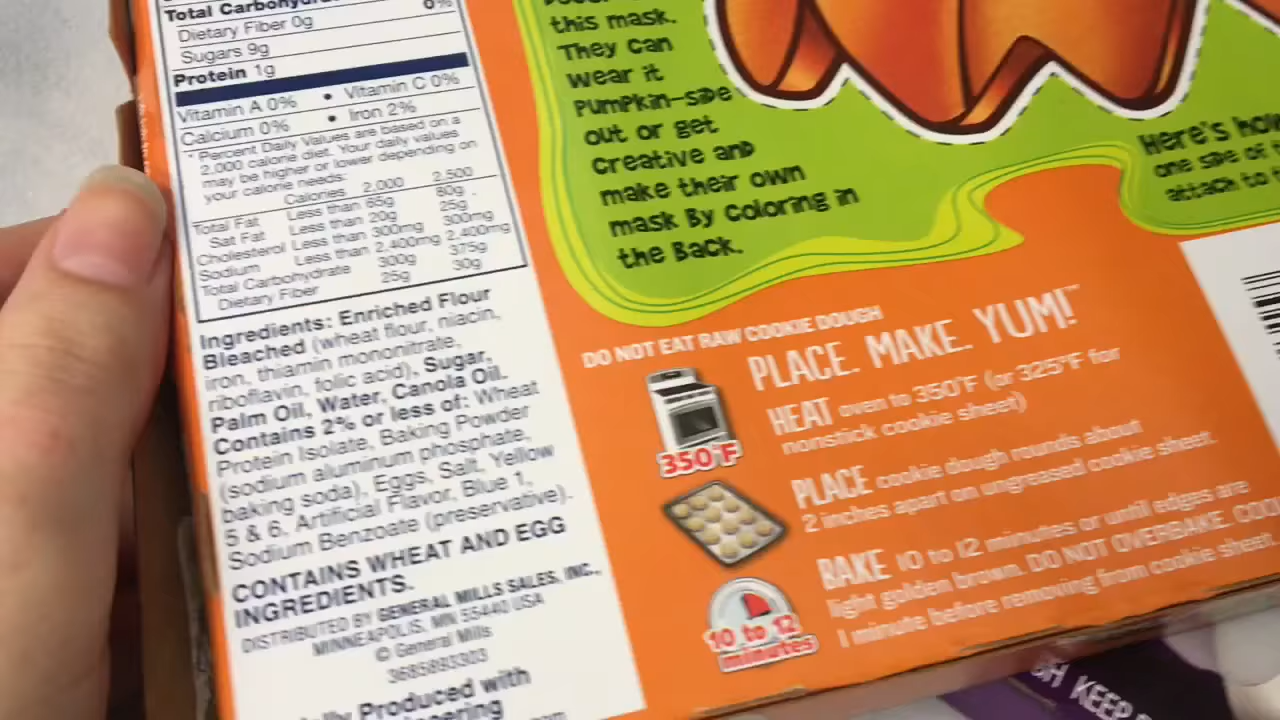 Total Carbohydrate 8%
Dietary Fiber 0g
Sugars 9g
Protein 1g
Vitamin A 0% • Vitamin C 0%
Calcium 0% • Iron 2%
* Percent Daily Values are based on a
2,000 calorie diet. Your daily values
may be higher or lower depending on
your calorie needs:
Calories 2,000 2,500
Total Fat Less than 65g 80g
Sat Fat Less than 20g 25g
Cholesterol Less than 300mg 300mg
Sodium Less than 2,400mg 2,400mg
Total Carbohydrate 300g 375g
Dietary Fiber 25g 30g
Ingredients: Enriched Flour
Bleached (wheat flour, niacin,
iron, thiamin mononitrate,
riboflavin, folic acid), Sugar,
Palm Oil, Water, Canola Oil.
Contains 2% or less of: Wheat
Protein Isolate, Baking Powder
(sodium aluminum phosphate,
baking soda), Eggs, Salt, Yellow
5 & 6, Artificial Flavor, Blue 1,
Sodium Benzoate (preservative).
CONTAINS WHEAT AND EGG
INGREDIENTS.
DISTRIBUTED BY GENERAL MILLS SALES, INC.,
MINNEAPOLIS, MN 55440 USA
© General Mills
3685893303
Produced with
this mask.
They can
wear it
Pumpkin-side
out or get
creative and
make their own
mask by coloring in
the back.
Here's how
one side of
attach to
DO NOT EAT RAW COOKIE DOUGH
PLACE. MAKE. YUM!™
HEAT oven to 350°F (or 325°F for
nonstick cookie sheet)
350°F
PLACE cookie dough rounds about
2 inches apart on ungreased cookie sheet.
BAKE 10 to 12 minutes or until edges are
light golden brown. DO NOT OVERBAKE. COOL
1 minute before removing from cookie sheet.
10 to 12
minutes
KEEP